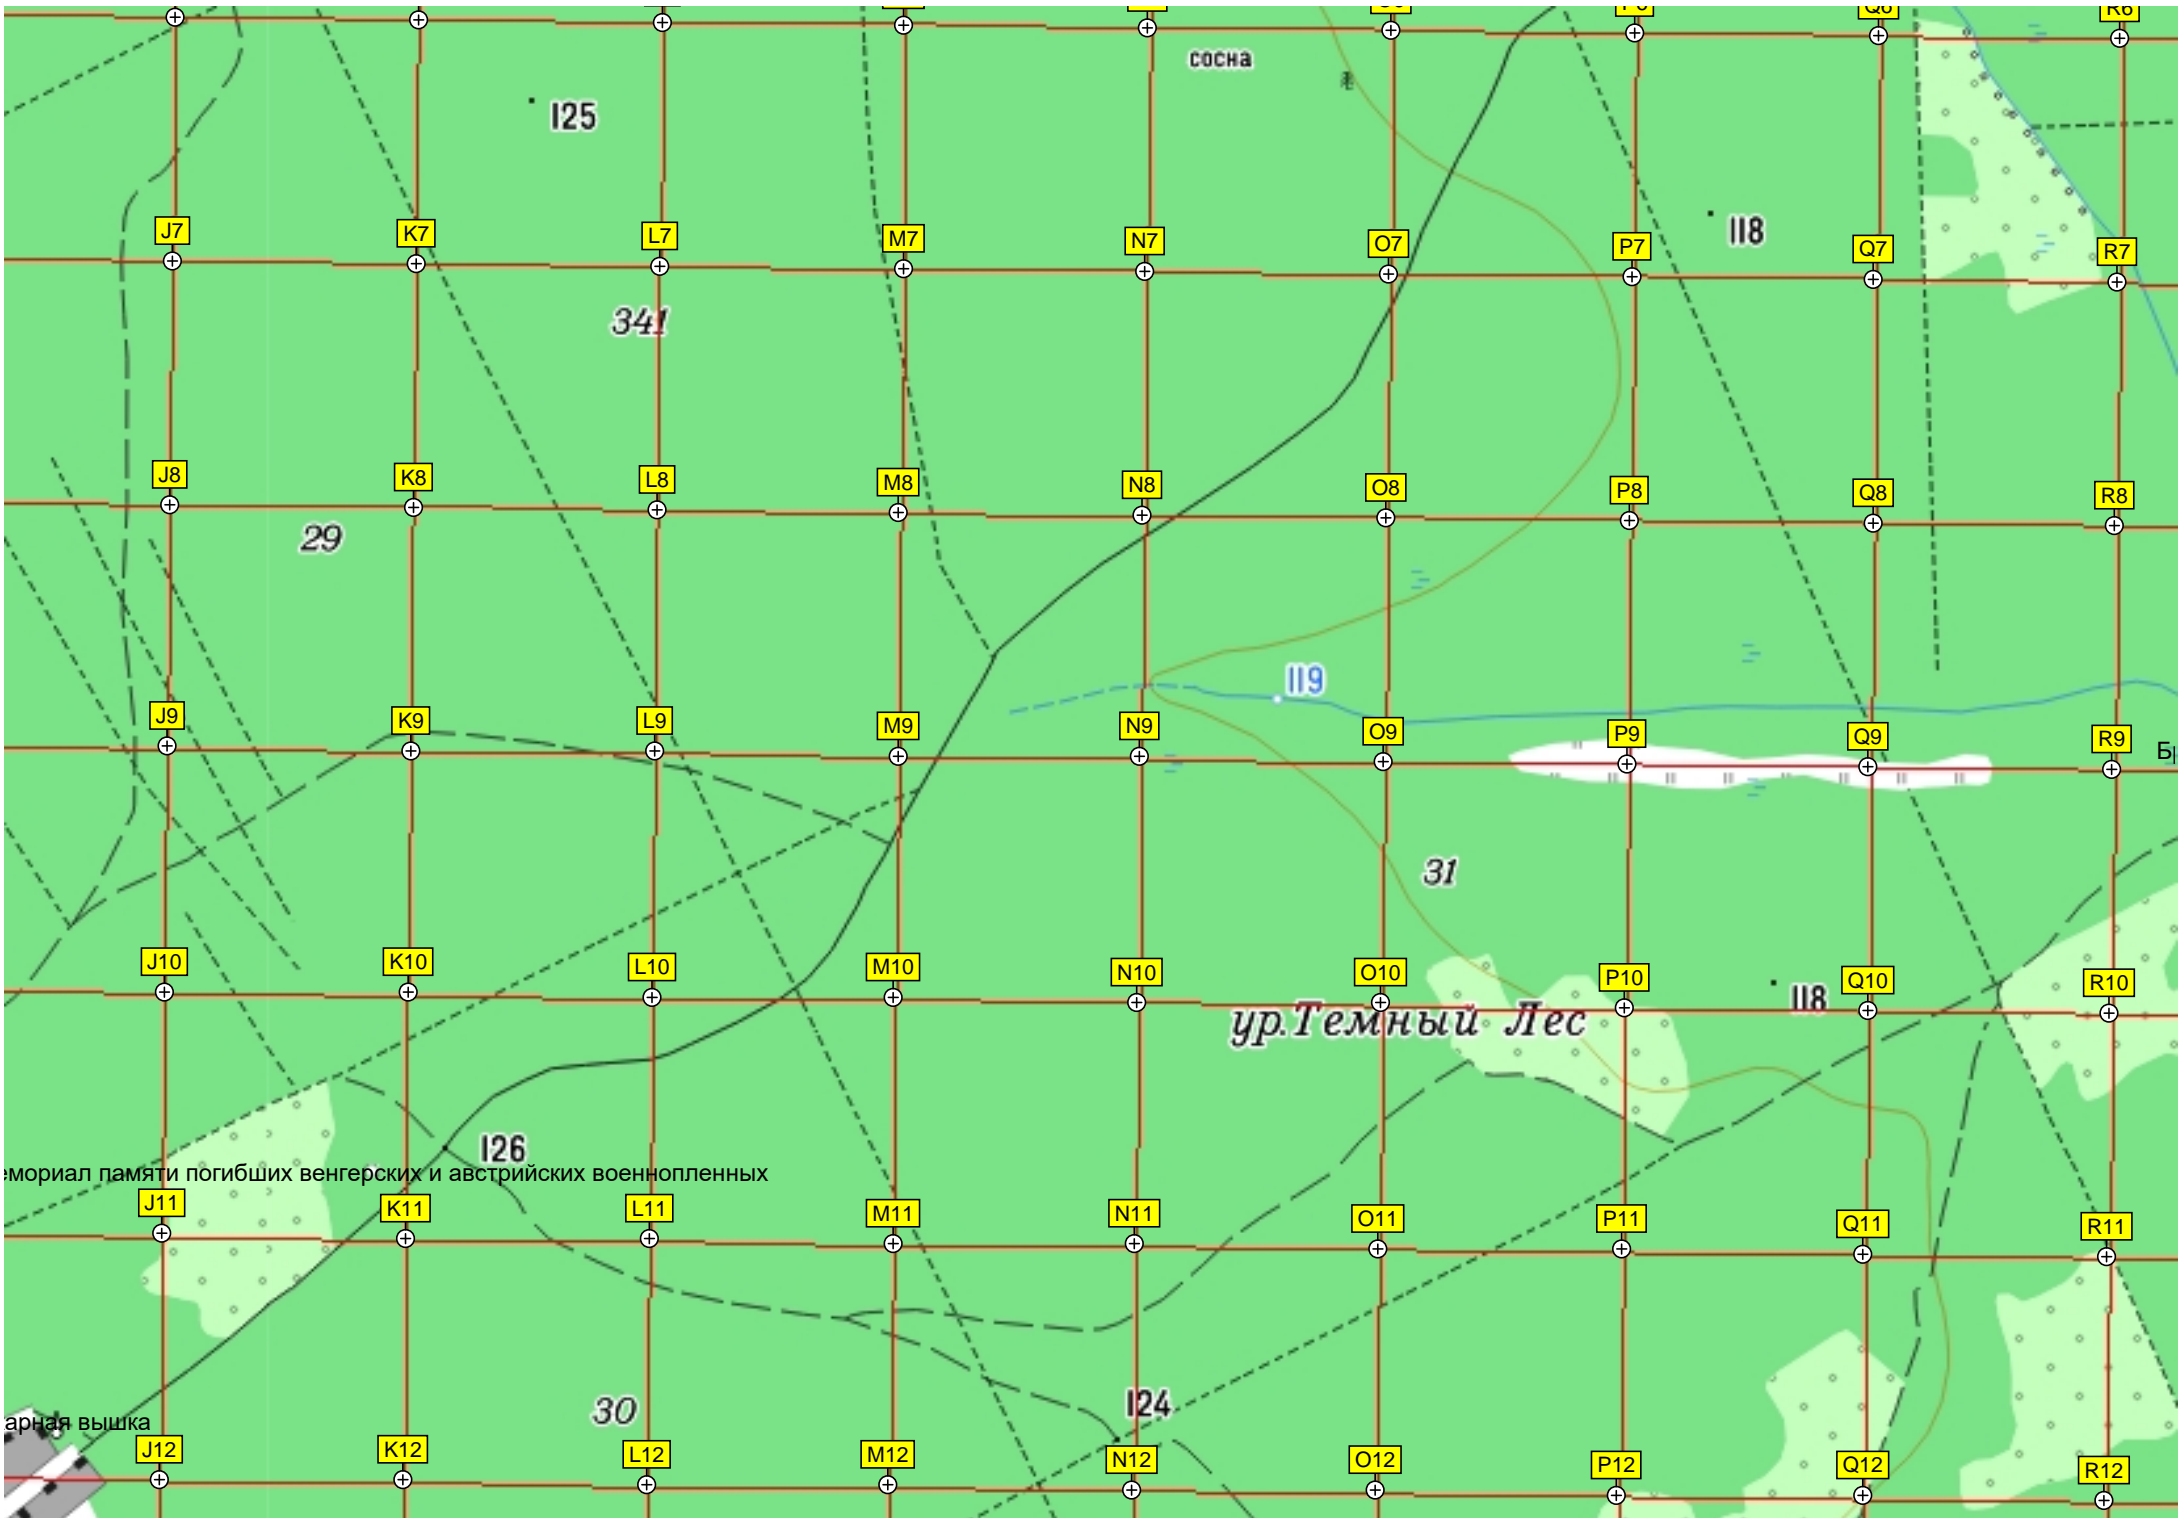 R6
сосна
125
118
J7 K7 L7 M7 N7 O7 P7 Q7 R7
341
J8 K8 L8 M8 N8 O8 P8 Q8 R8
29
119
J9 K9 L9 M9 N9 O9 P9 Q9 R9
31
J10 K10 L10 M10 N10 O10 P10 Q10 R10
118
ур.Темный Лес
126
емориал памяти погибших венгерских и австрийских военнопленных
J11 K11 L11 M11 N11 O11 P11 Q11 R11
124
30
арная вышка
J12 K12 L12 M12 N12 O12 P12 Q12 R12